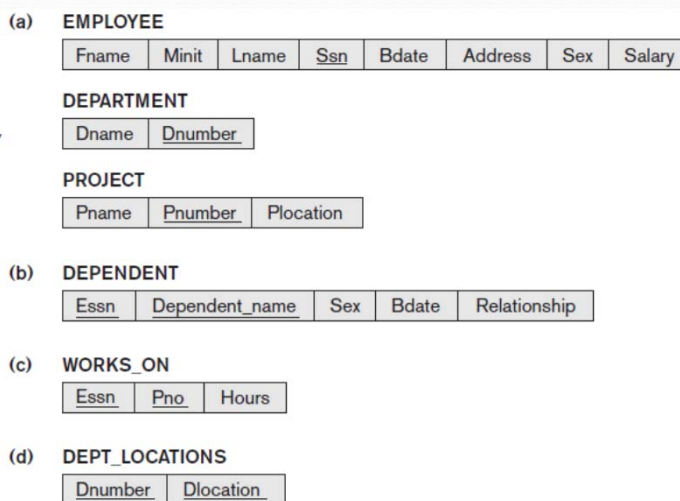 (a) EMPLOYEE
Fname Minit Lname Ssn Bdate Address Sex Salary
DEPARTMENT
Dname Dnumber
PROJECT
Pname Pnumber Plocation
(b) DEPENDENT
Essn Dependent_name Sex Bdate Relationship
(c) WORKS_ON
Essn Pno Hours
(d) DEPT_LOCATIONS
Dnumber Dlocation